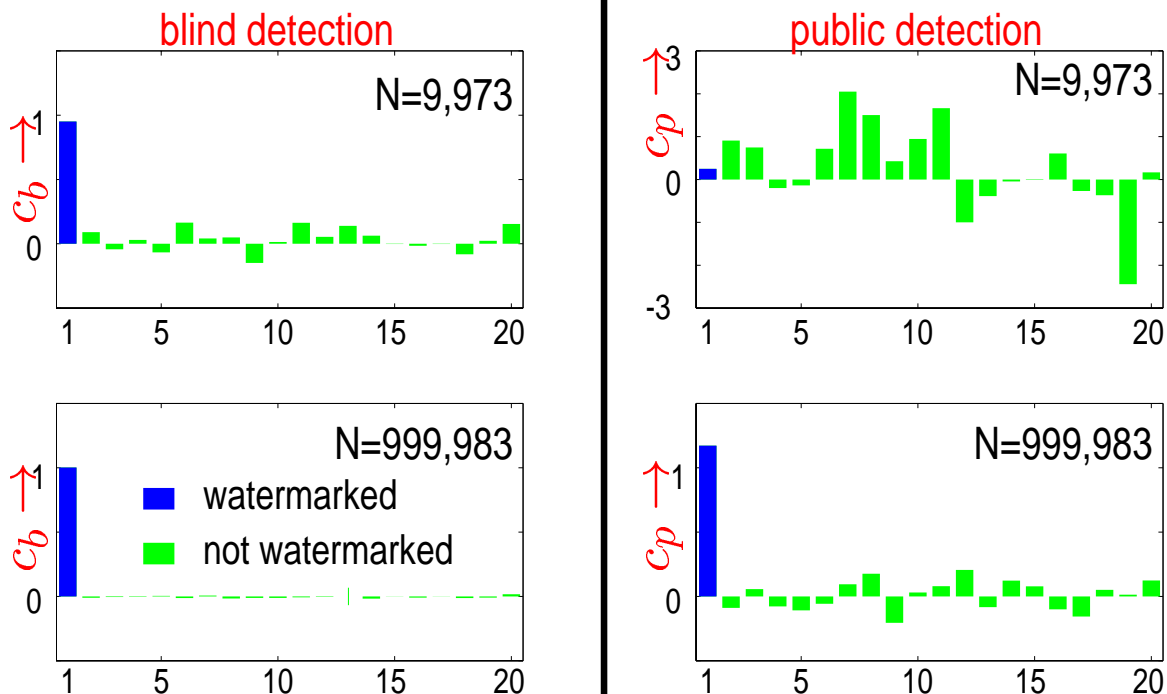 blind detection
N=9,973
c_b →
1
0
1 5 10 15 20
public detection
N=9,973
c_p →
3
0
-3
1 5 10 15 20
N=999,983
c_b →
1
0
watermarked
not watermarked
1 5 10 15 20
N=999,983
c_p →
1
0
1 5 10 15 20